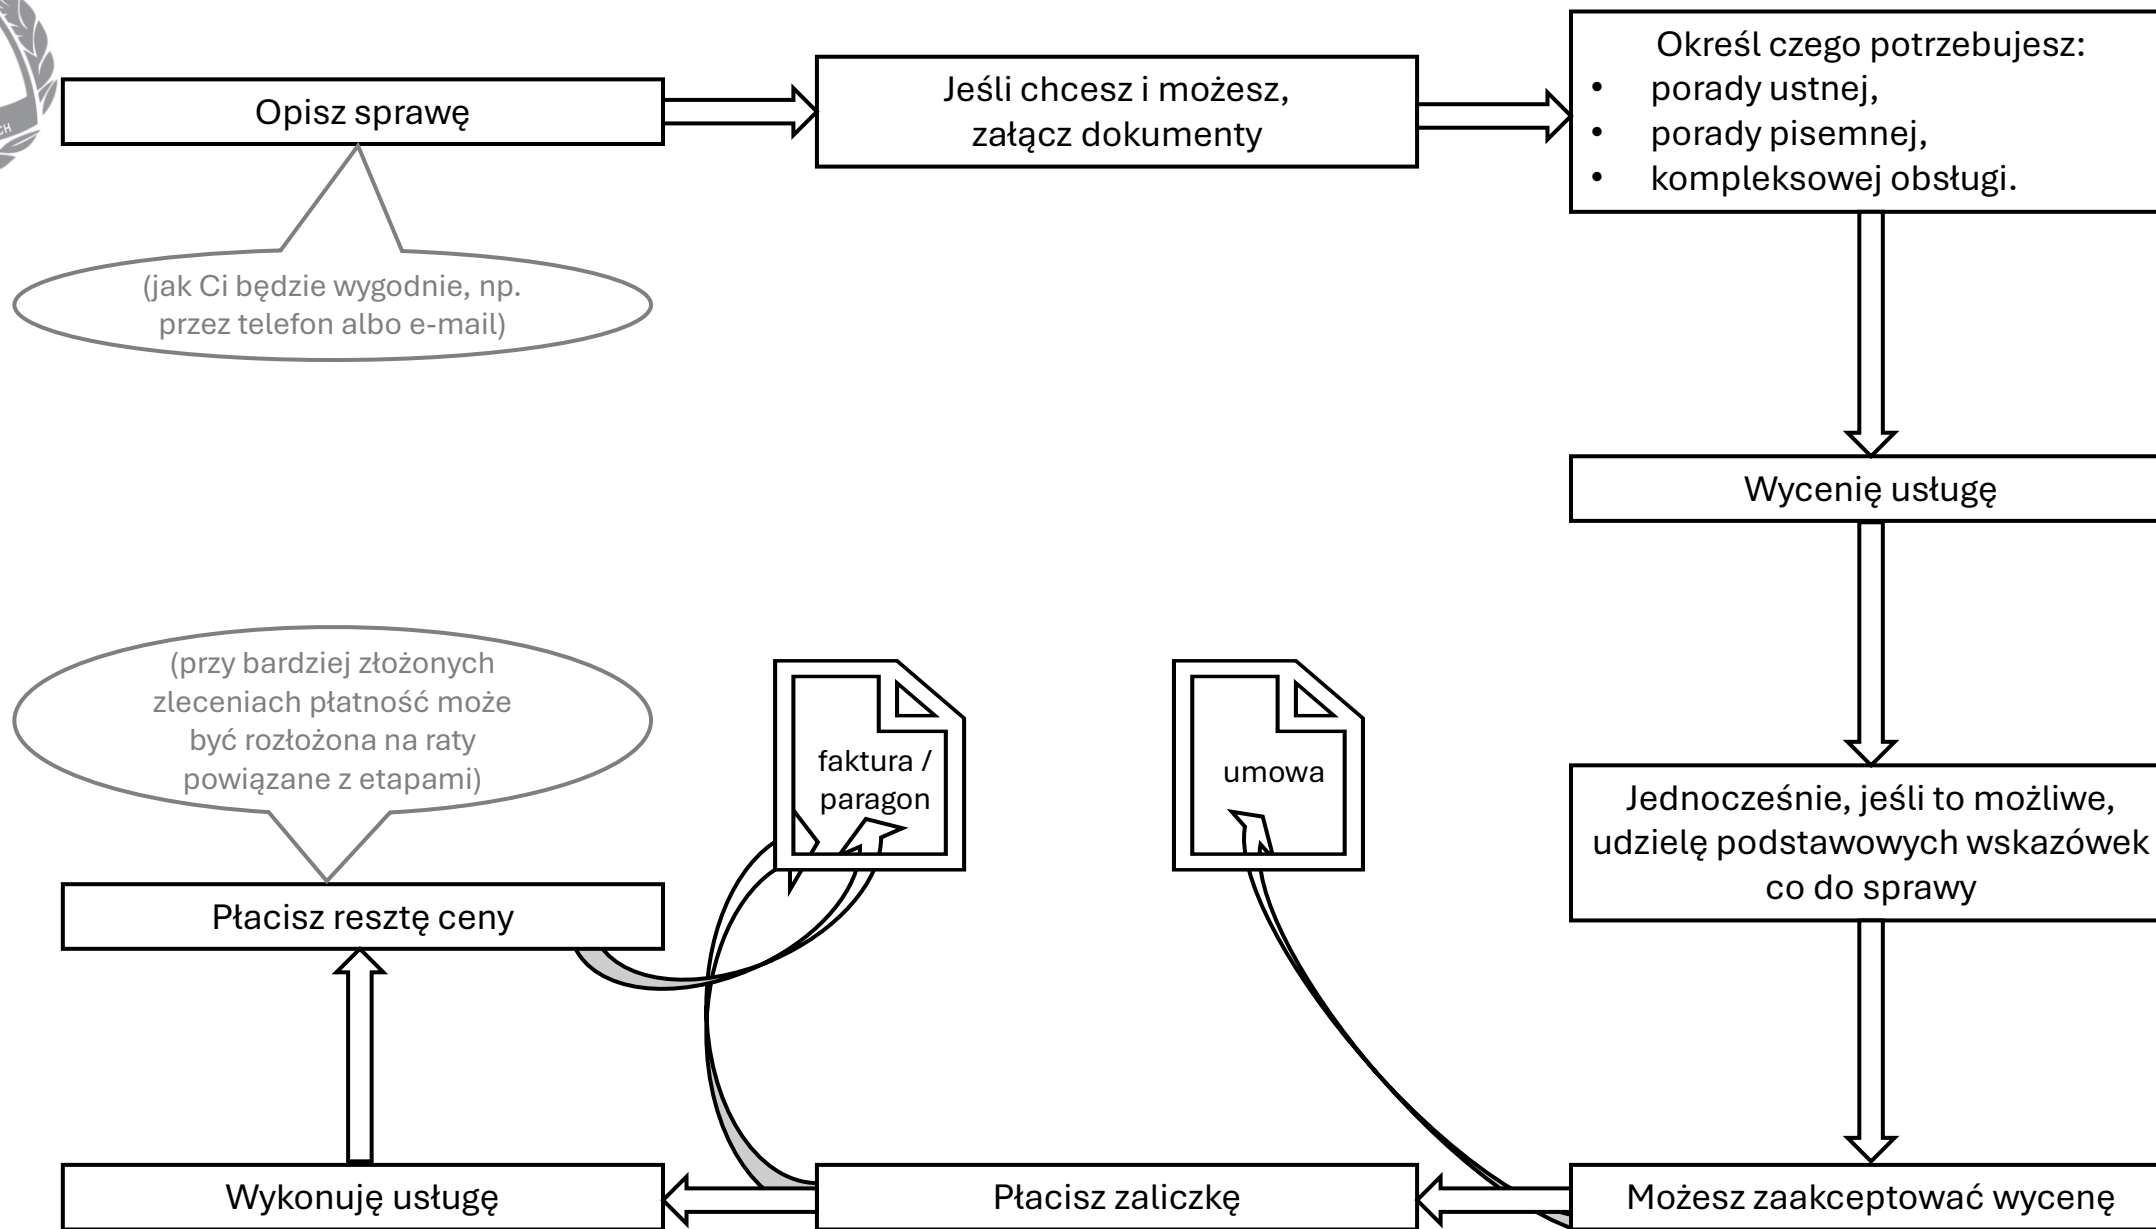 CH
Opisz sprawę
Jeśli chcesz i możesz,
załącz dokumenty
Określ czego potrzebujesz:
• porady ustnej,
• porady pisemnej,
• kompleksowej obsługi.
(jak Ci będzie wygodnie, np.
przez telefon albo e-mail)
Wycenię usługę
Jednocześnie, jeśli to możliwe,
udzielę podstawowych wskazówek
co do sprawy
(przy bardziej złożonych
zleceniach płatność może
być rozłożona na raty
powiązane z etapami)
faktura /
paragon
umowa
Płacisz resztę ceny
Wykonuję usługę
Płacisz zaliczkę
Możesz zaakceptować wycenę